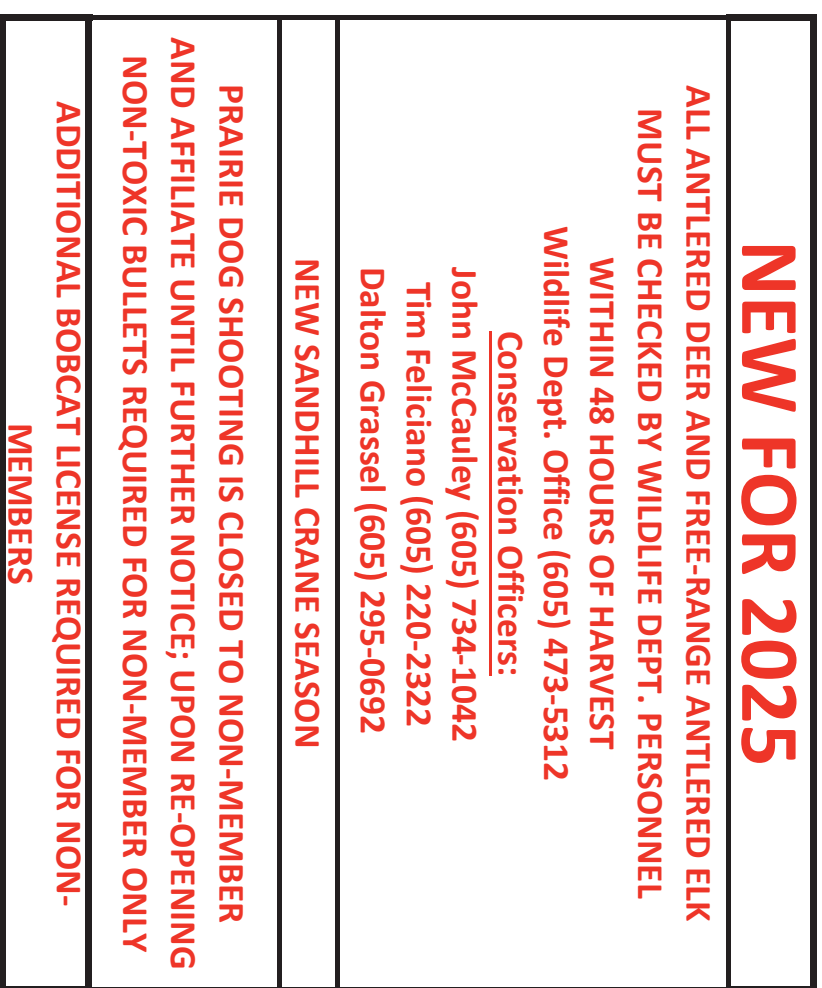 NEW FOR 2025
ALL ANTLERED DEER AND FREE-RANGE ANTLERED ELK
MUST BE CHECKED BY WILDLIFE DEPT. PERSONNEL
WITHIN 48 HOURS OF HARVEST
Wildlife Dept. Office (605) 473-5312
Conservation Officers:
John McCauley (605) 734-1042
Tim Feliciano (605) 220-2322
Dalton Grassel (605) 295-0692
NEW SANDHILL CRANE SEASON
PRAIRIE DOG SHOOTING IS CLOSED TO NON-MEMBER
AND AFFILIATE UNTIL FURTHER NOTICE; UPON RE-OPENING
NON-TOXIC BULLETS REQUIRED FOR NON-MEMBER ONLY
ADDITIONAL BOBCAT LICENSE REQUIRED FOR NON-
MEMBERS